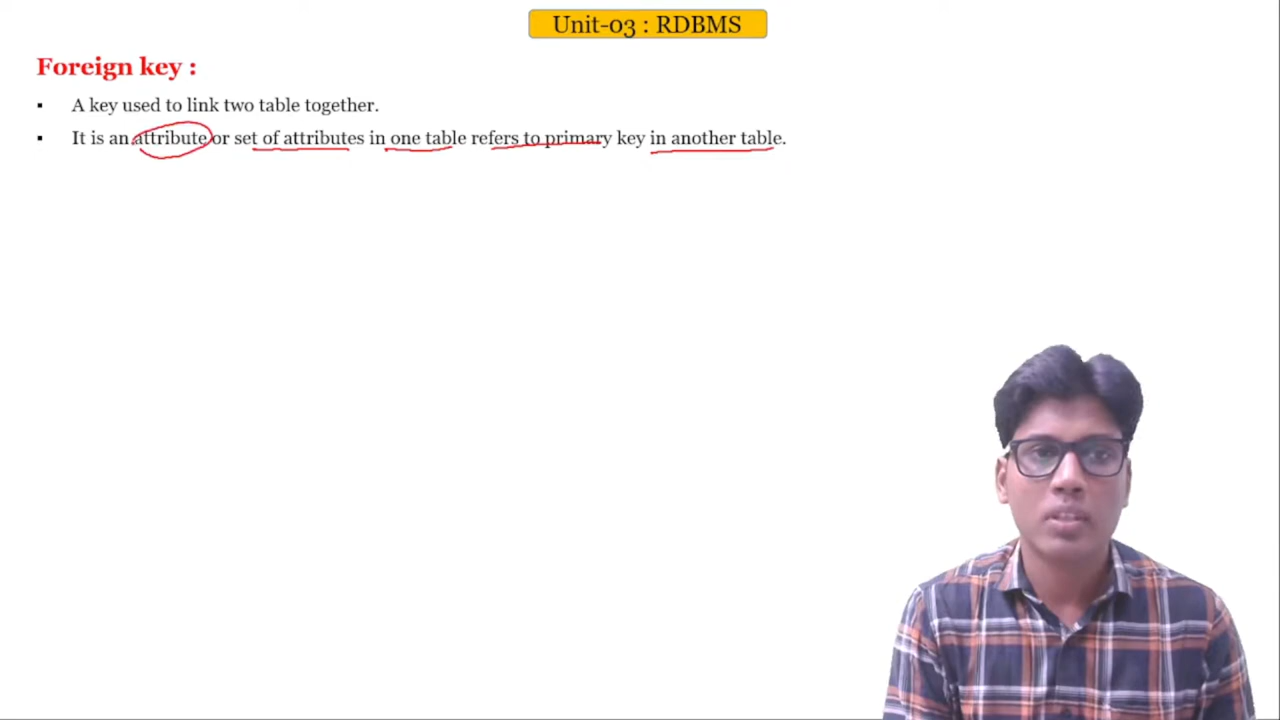 Unit-03 : RDBMS
Foreign key :
▪ A key used to link two table together.
▪ It is an attribute or set of attributes in one table refers to primary key in another table.